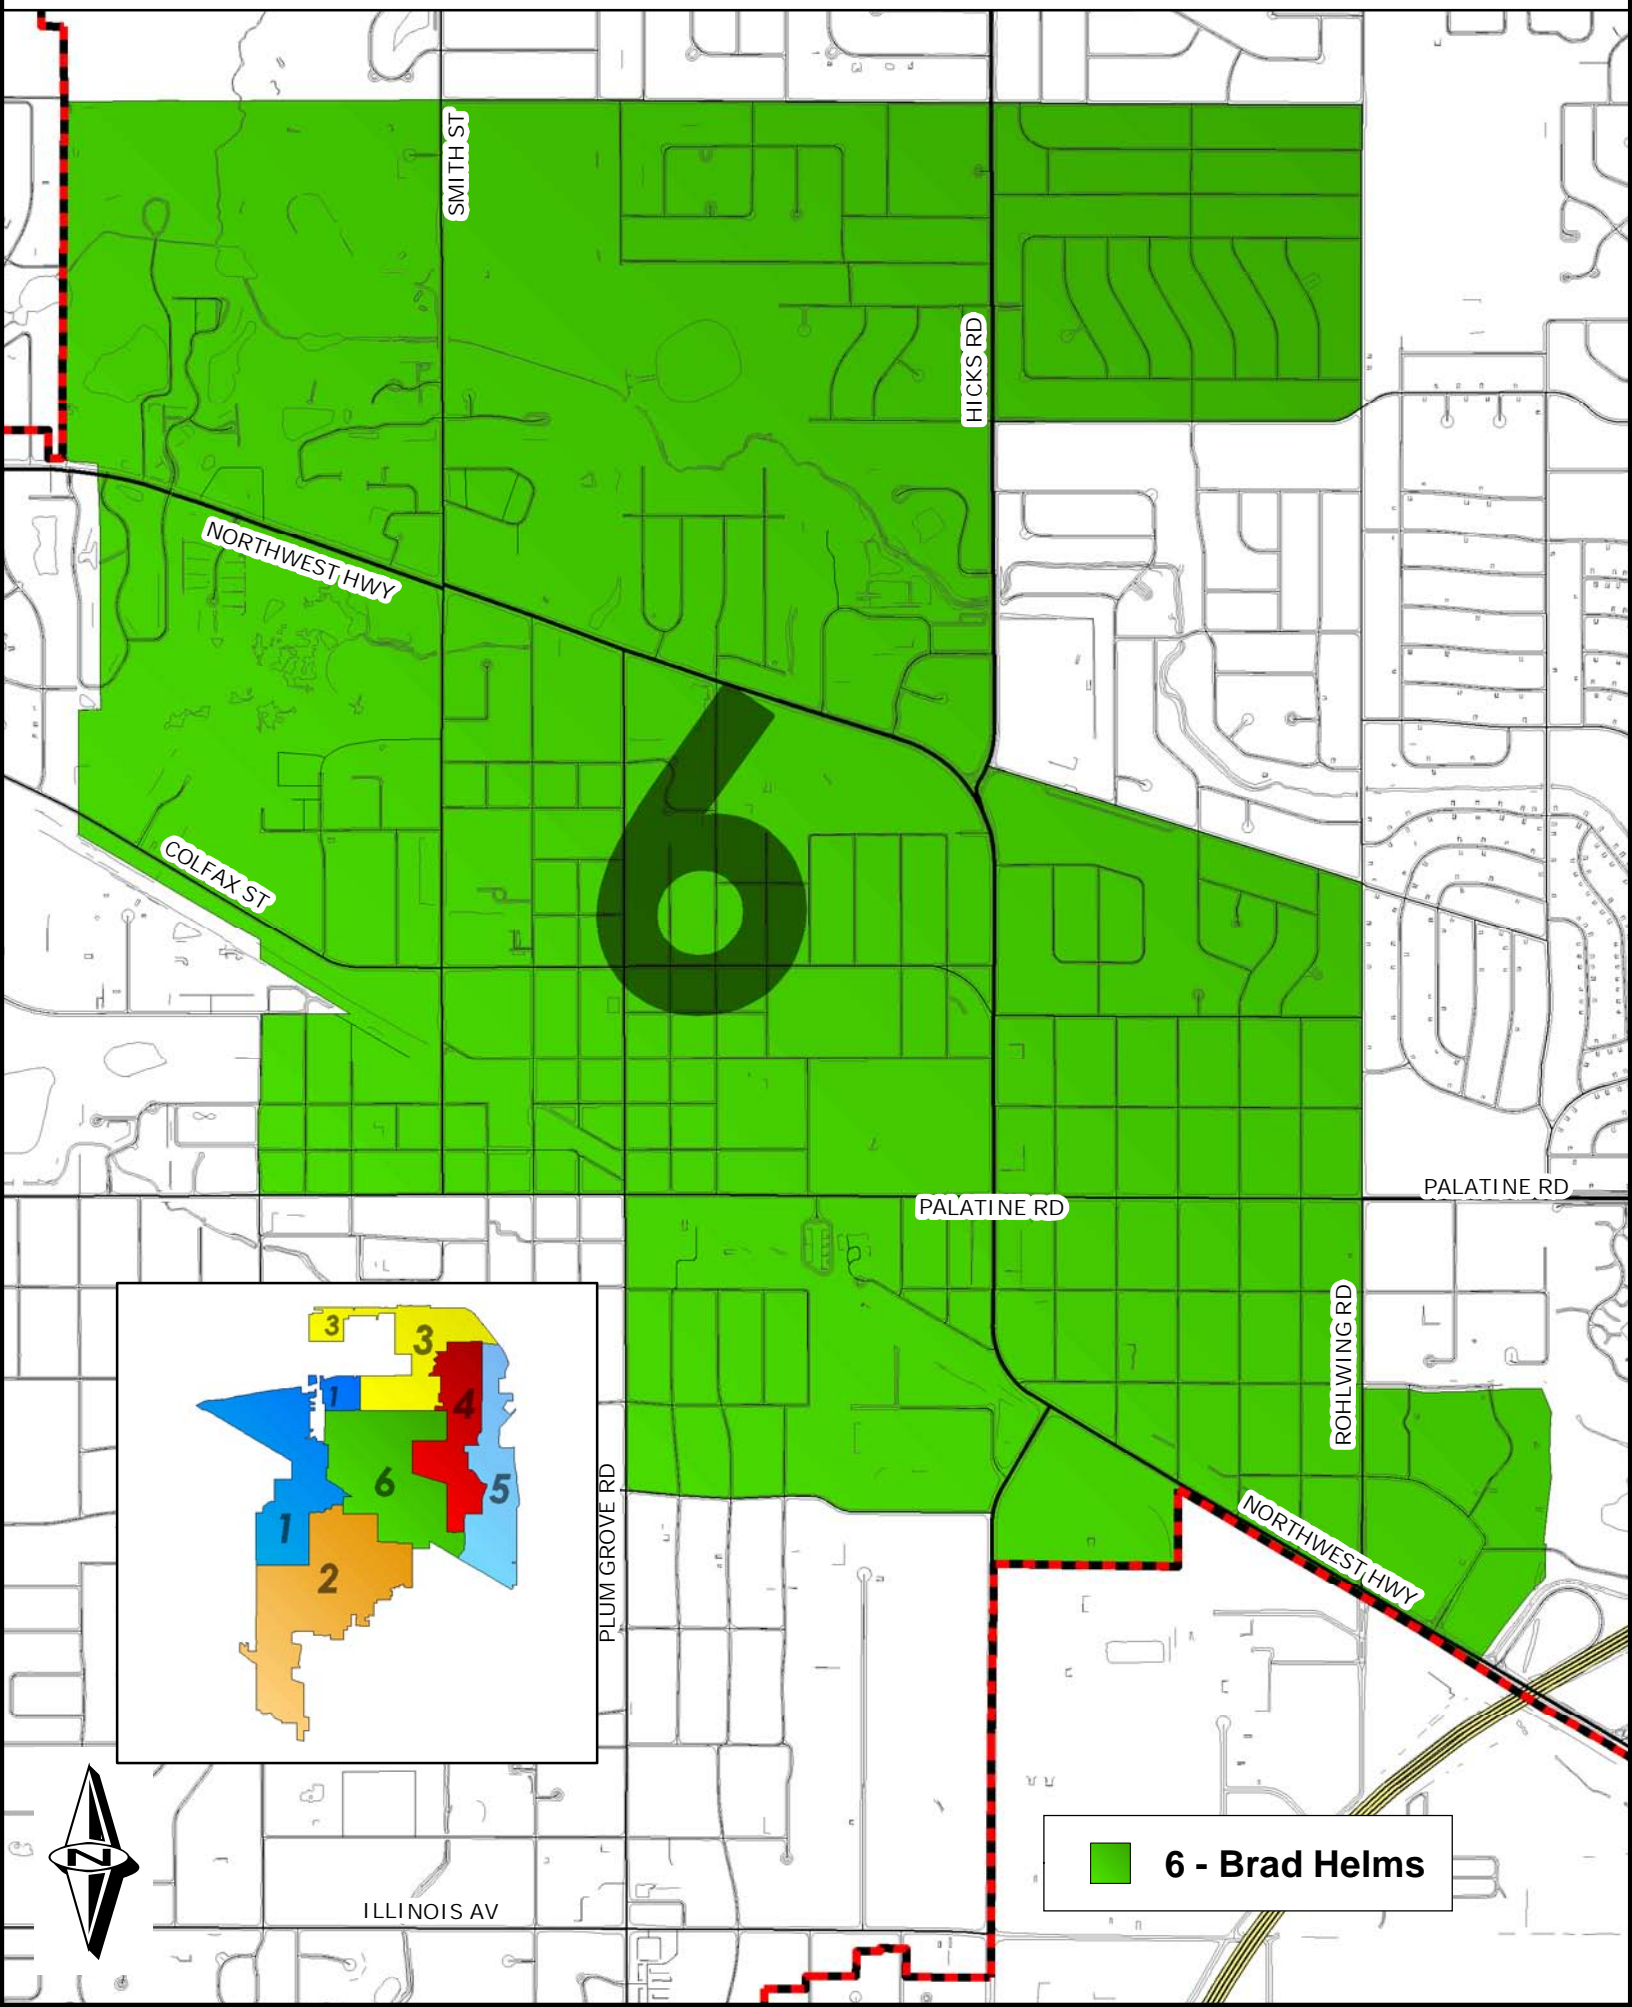 SMITH ST
HICKS RD
NORTHWEST HWY
6
COLFAX ST
PALATINE RD
PALATINE RD
ROHLWING RD
3
3
1
4
6
5
1
2
PLUM GROVE RD
NORTHWEST HWY
N
6 - Brad Helms
ILLINOIS AV